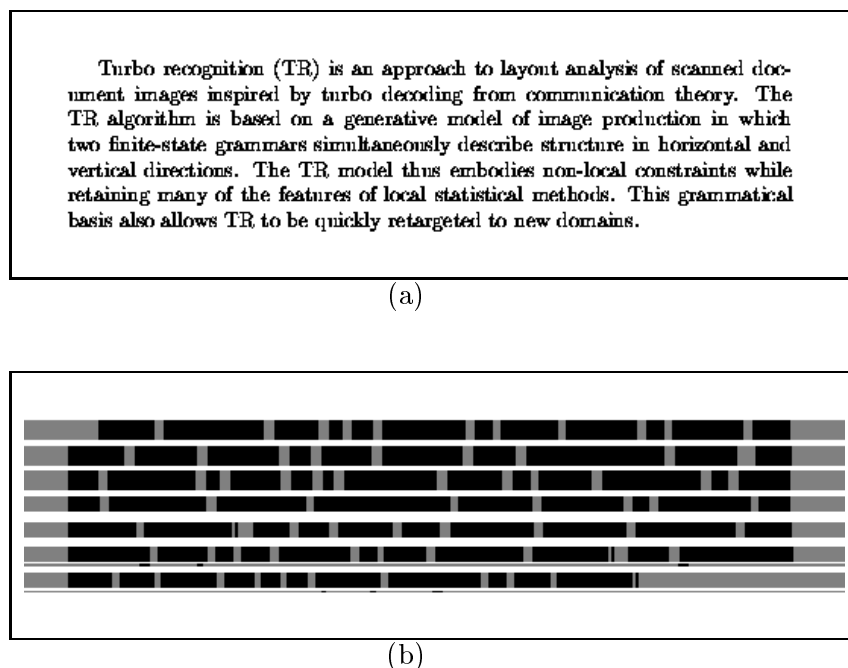 Turbo recognition (TR) is an approach to layout analysis of scanned doc-
ument images inspired by turbo decoding from communication theory. The
TR algorithm is based on a generative model of image production in which
two finite-state grammars simultaneously describe structure in horizontal and
vertical directions. The TR model thus embodies non-local constraints while
retaining many of the features of local statistical methods. This grammatical
basis also allows TR to be quickly retargeted to new domains.
(a)
(b)